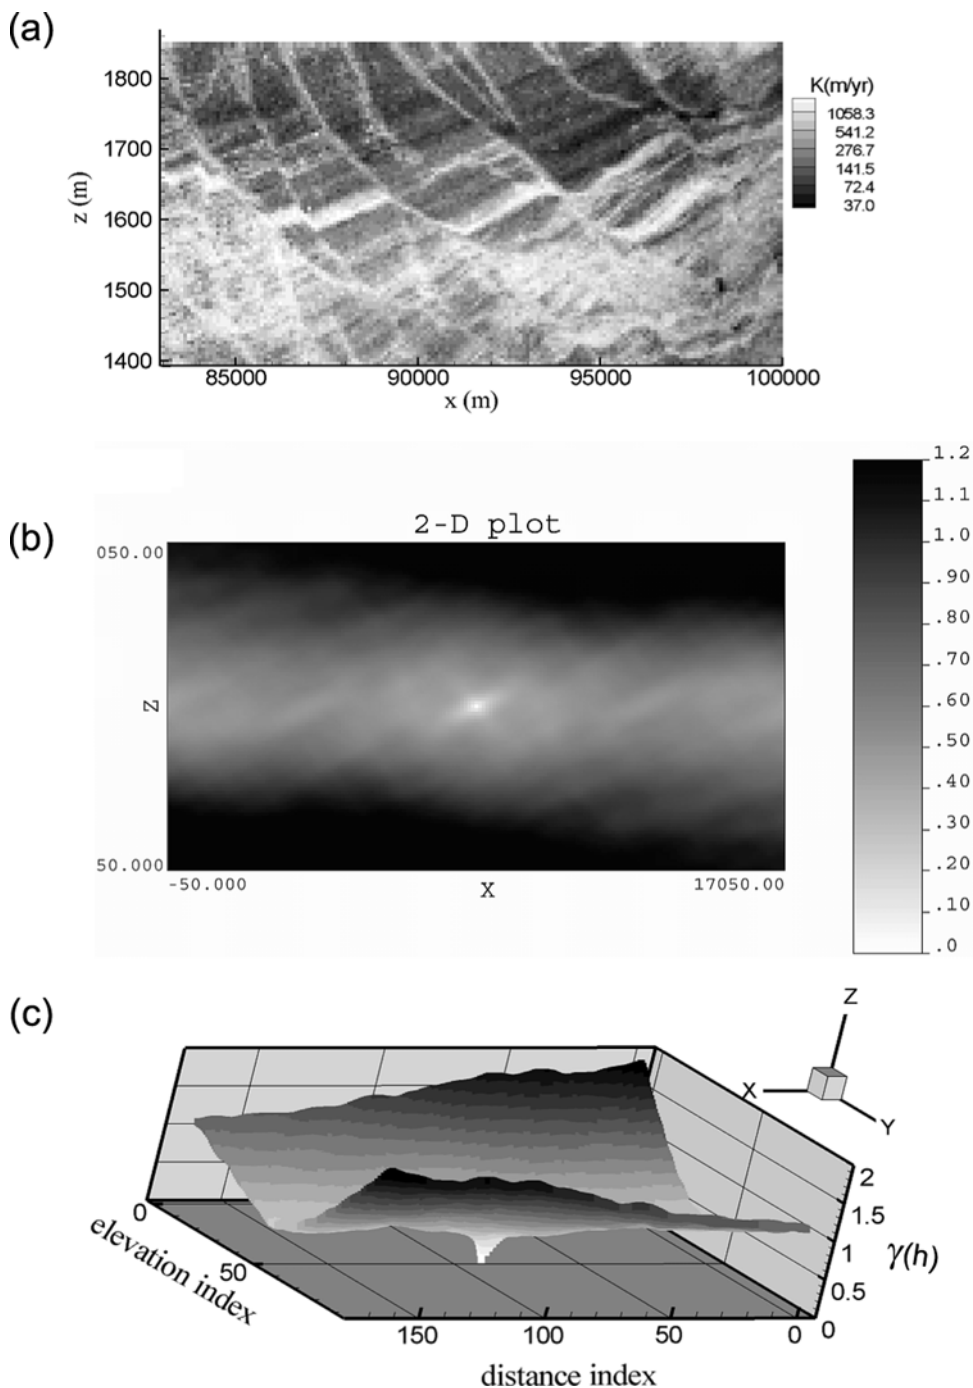 (a)
1800
1700
1600
1500
1400
z (m)
85000 90000 95000 100000
x (m)
K(m/yr)
1058.3
541.2
276.7
141.5
72.4
37.0
(b)
2-D plot
050.00
Z
50.000
-50.000 X 17050.00
1.2
1.1
1.0
.90
.80
.70
.60
.50
.40
.30
.20
.10
.0
(c)
Z
X
Y
2
1.5
1
0.5
0
γ(h)
0
50
elevation index
150 100 50 0
distance index